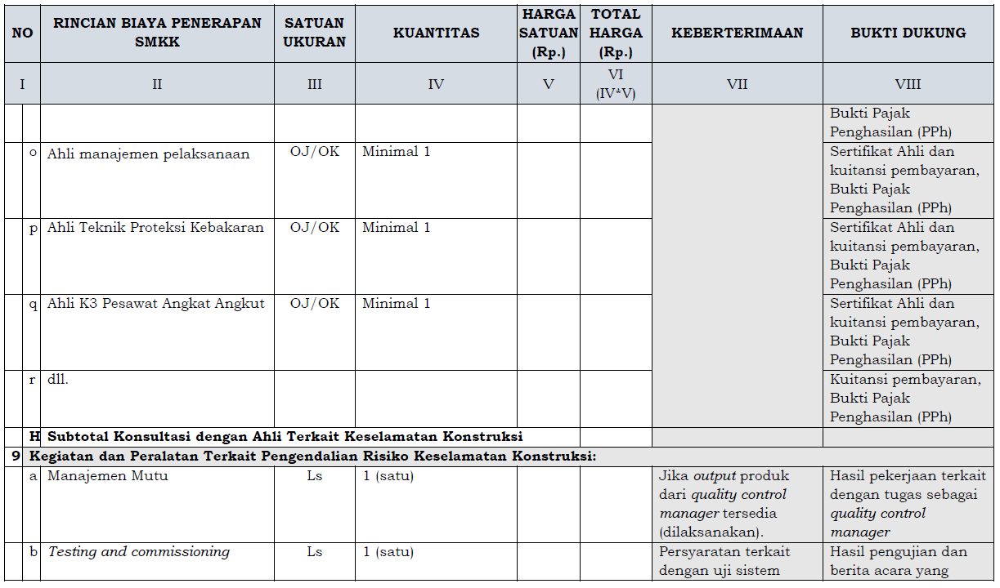 NO
RINCIAN BIAYA PENERAPAN
SMKK
SATUAN
UKURAN
KUANTITAS
HARGA
SATUAN
(Rp.)
TOTAL
HARGA
(Rp.)
KEBERTERIMAAN
BUKTI DUKUNG
I
II
III
IV
V
VI
(IV*V)
VII
VIII
Bukti Pajak
Penghasilan (PPh)
o
Ahli manajemen pelaksanaan
OJ/OK
Minimal 1
Sertifikat Ahli dan
kuitansi pembayaran,
Bukti Pajak
Penghasilan (PPh)
p
Ahli Teknik Proteksi Kebakaran
OJ/OK
Minimal 1
Sertifikat Ahli dan
kuitansi pembayaran,
Bukti Pajak
Penghasilan (PPh)
q
Ahli K3 Pesawat Angkat Angkut
OJ/OK
Minimal 1
Sertifikat Ahli dan
kuitansi pembayaran,
Bukti Pajak
Penghasilan (PPh)
r
dll.
Kuitansi pembayaran,
Bukti Pajak
Penghasilan (PPh)
H Subtotal Konsultasi dengan Ahli Terkait Keselamatan Konstruksi
9 Kegiatan dan Peralatan Terkait Pengendalian Risiko Keselamatan Konstruksi:
a
Manajemen Mutu
Ls
1 (satu)
Jika output produk
dari quality control
manager tersedia
(dilaksanakan).
Hasil pekerjaan terkait
dengan tugas sebagai
quality control
manager
b
Testing and commissioning
Ls
1 (satu)
Persyaratan terkait
dengan uji sistem
Hasil pengujian dan
berita acara yang